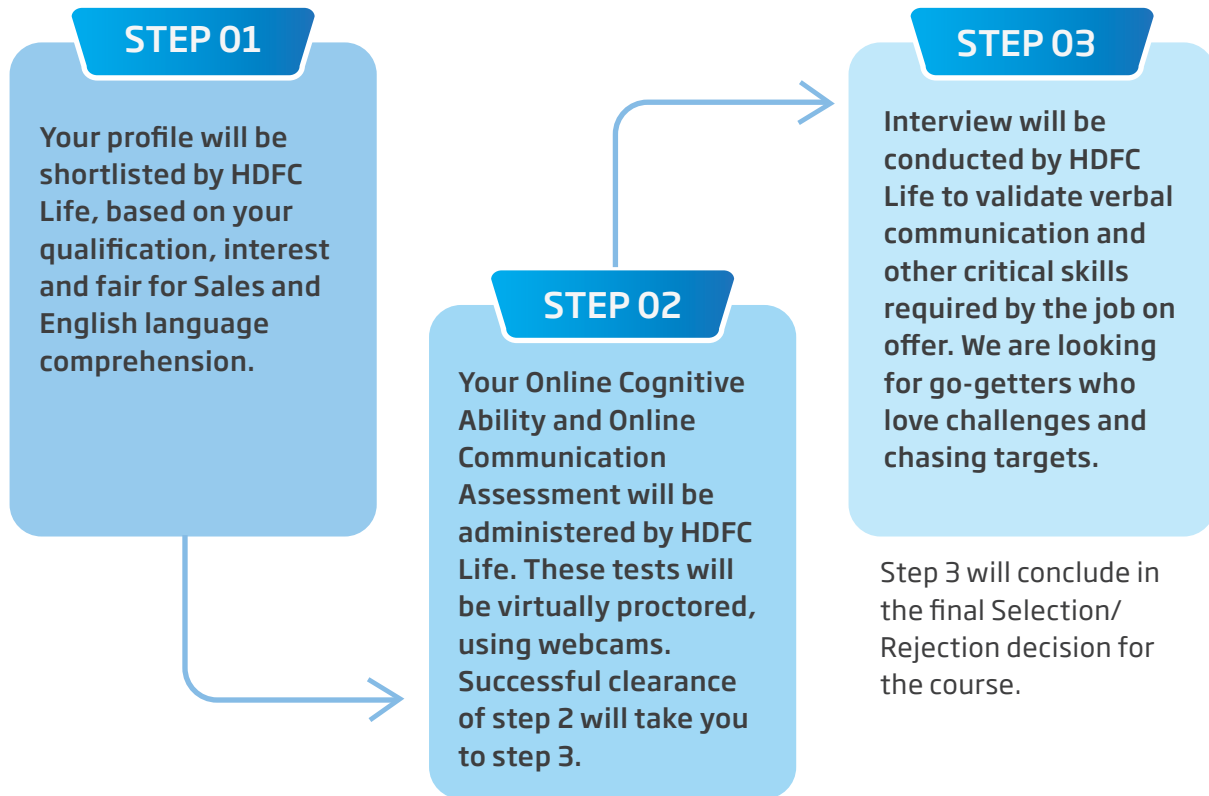 STEP 01
Your profile will be
shortlisted by HDFC
Life, based on your
qualification, interest
and fair for Sales and
English language
comprehension.
STEP 02
Your Online Cognitive
Ability and Online
Communication
Assessment will be
administered by HDFC
Life. These tests will
be virtually proctored,
using webcams.
Successful clearance
of step 2 will take you
to step 3.
STEP 03
Interview will be
conducted by HDFC
Life to validate verbal
communication and
other critical skills
required by the job on
offer. We are looking
for go-getters who
love challenges and
chasing targets.
Step 3 will conclude in
the final Selection/
Rejection decision for
the course.